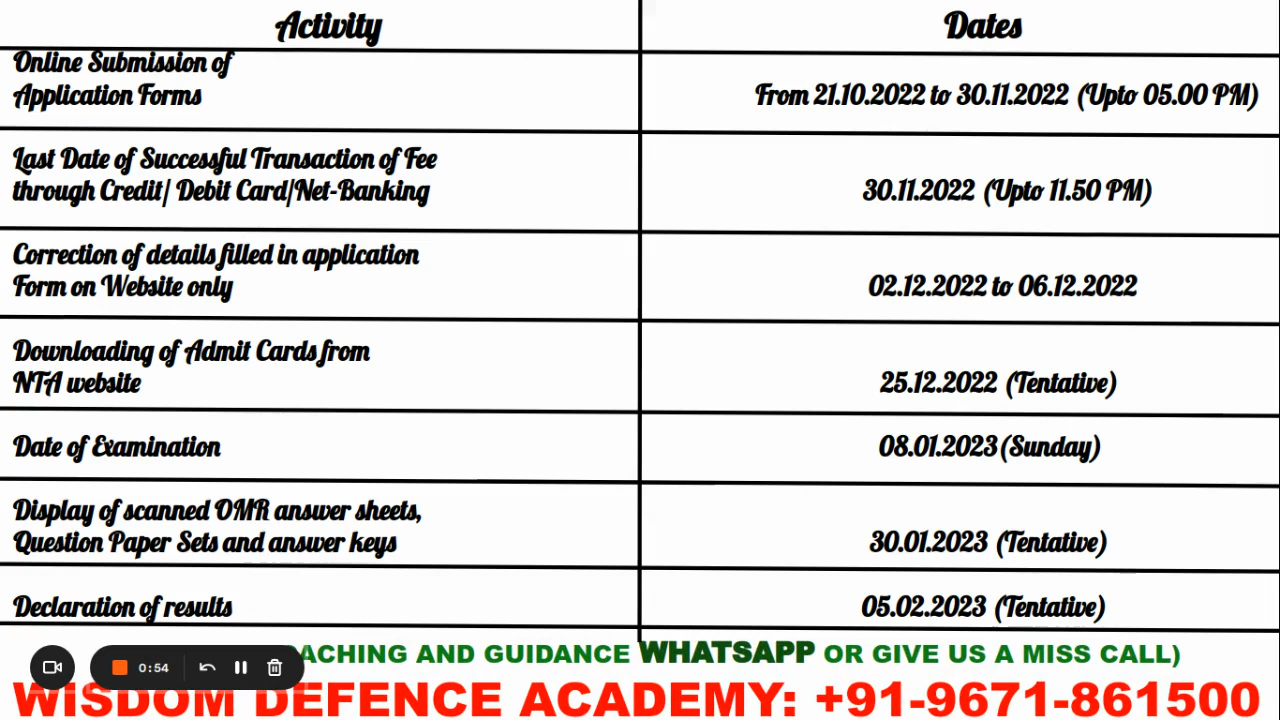 Activity
Dates
Online Submission of
Application Forms
From 21.10.2022 to 30.11.2022 (Upto 05.00 PM)
Last Date of Successful Transaction of Fee
through Credit/ Debit Card/Net-Banking
30.11.2022 (Upto 11.50 PM)
Correction of details filled in application
Form on Website only
02.12.2022 to 06.12.2022
Downloading of Admit Cards from
NTA website
25.12.2022 (Tentative)
Date of Examination
08.01.2023(Sunday)
Display of scanned OMR answer sheets,
Question Paper Sets and answer keys
30.01.2023 (Tentative)
Declaration of results
05.02.2023 (Tentative)
0:54
ACHING AND GUIDANCE WHATSAPP OR GIVE US A MISS CALL)
WISDOM DEFENCE ACADEMY: +91-9671-861500